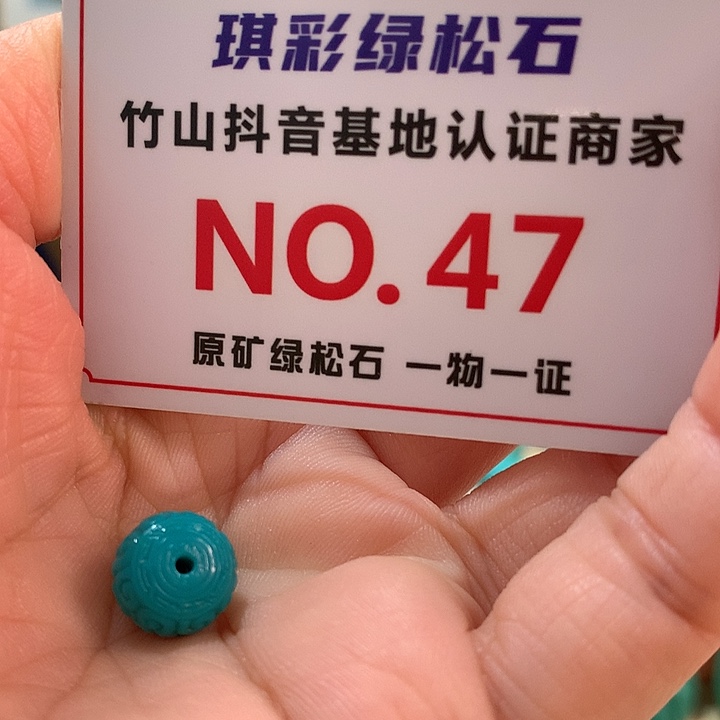 琪彩绿松石
竹山抖音基地认证商家
NO.47
原矿绿松石 一物一证